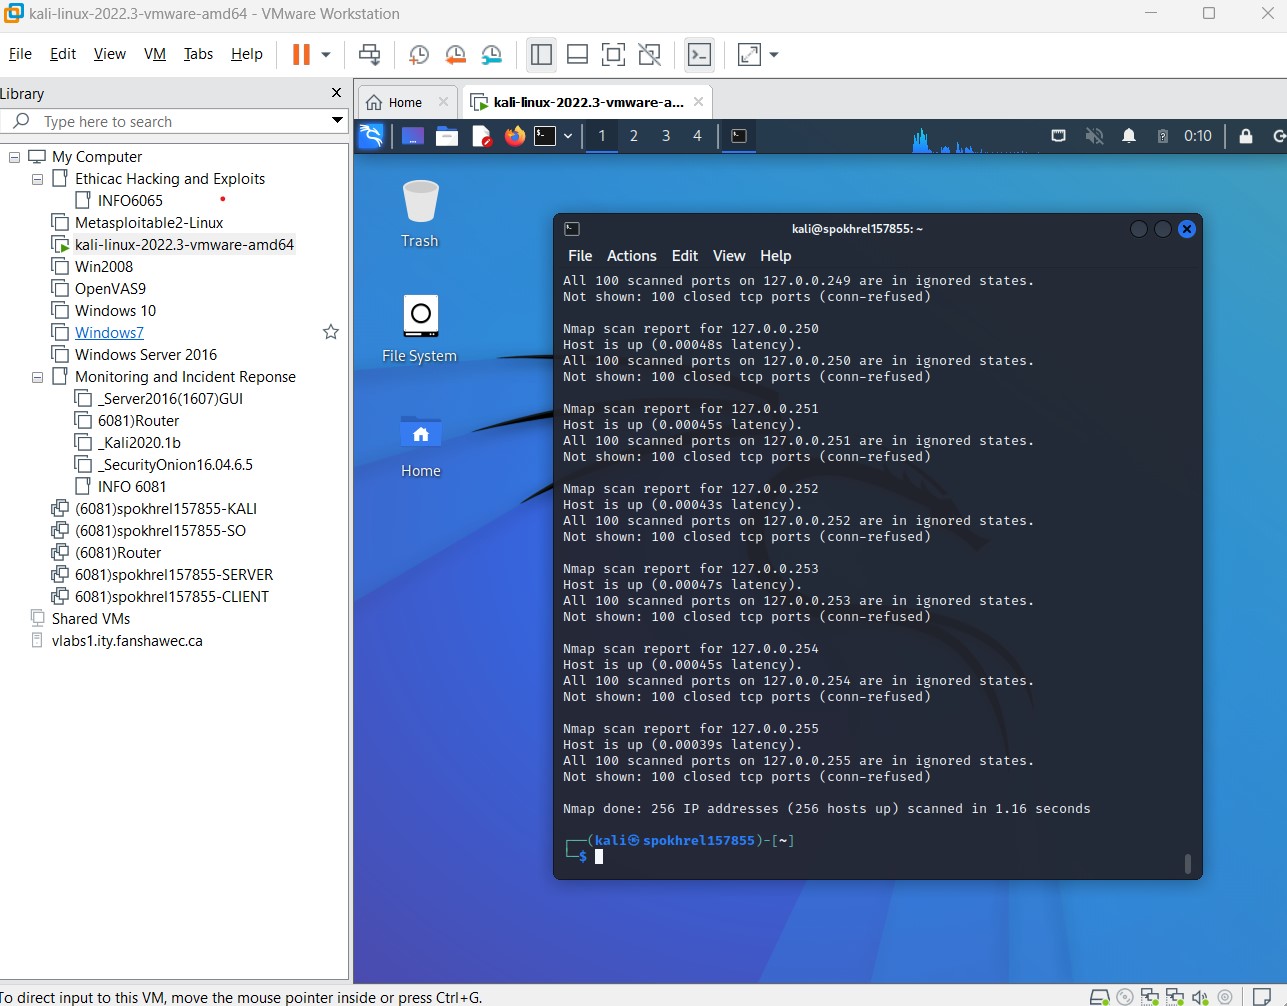 kali-linux-2022.3-vmware-amd64 - VMware Workstation
File Edit View VM Tabs Help
Library
Type here to search
My Computer
Ethicac Hacking and Exploits
INFO6065
Metasploitable2-Linux
kali-linux-2022.3-vmware-amd64
Win2008
OpenVAS9
Windows 10
Windows7
Windows Server 2016
Monitoring and Incident Reponse
_Server2016(1607)GUI
6081)Router
_Kali2020.1b
_SecurityOnion16.04.6.5
INFO 6081
(6081)spokhrel157855-KALI
(6081)spokhrel157855-SO
(6081)Router
6081)spokhrel157855-SERVER
6081)spokhrel157855-CLIENT
Shared VMs
vlabs1.ity.fanshawec.ca
Home kali-linux-2022.3-vmware-a...
1 2 3 4 0:10
Trash
File System
Home
kali@spokhrel157855: ~
File Actions Edit View Help
All 100 scanned ports on 127.0.0.249 are in ignored states.
Not shown: 100 closed tcp ports (conn-refused)
Nmap scan report for 127.0.0.250
Host is up (0.00048s latency).
All 100 scanned ports on 127.0.0.250 are in ignored states.
Not shown: 100 closed tcp ports (conn-refused)
Nmap scan report for 127.0.0.251
Host is up (0.00045s latency).
All 100 scanned ports on 127.0.0.251 are in ignored states.
Not shown: 100 closed tcp ports (conn-refused)
Nmap scan report for 127.0.0.252
Host is up (0.00043s latency).
All 100 scanned ports on 127.0.0.252 are in ignored states.
Not shown: 100 closed tcp ports (conn-refused)
Nmap scan report for 127.0.0.253
Host is up (0.00047s latency).
All 100 scanned ports on 127.0.0.253 are in ignored states.
Not shown: 100 closed tcp ports (conn-refused)
Nmap scan report for 127.0.0.254
Host is up (0.00045s latency).
All 100 scanned ports on 127.0.0.254 are in ignored states.
Not shown: 100 closed tcp ports (conn-refused)
Nmap scan report for 127.0.0.255
Host is up (0.00039s latency).
All 100 scanned ports on 127.0.0.255 are in ignored states.
Not shown: 100 closed tcp ports (conn-refused)
Nmap done: 256 IP addresses (256 hosts up) scanned in 1.16 seconds
┌──(kali㉿spokhrel157855)-[~]
└─$
To direct input to this VM, move the mouse pointer inside or press Ctrl+G.